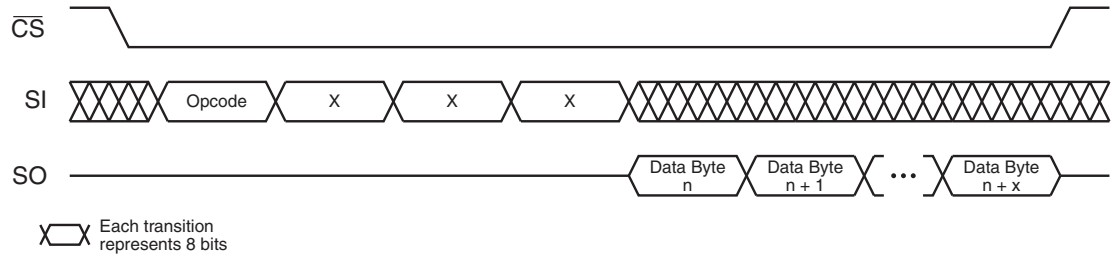 CS
SI
Opcode
X
X
X
SO
Data Byte
n
Data Byte
n + 1
•••
Data Byte
n + x
Each transition
represents 8 bits